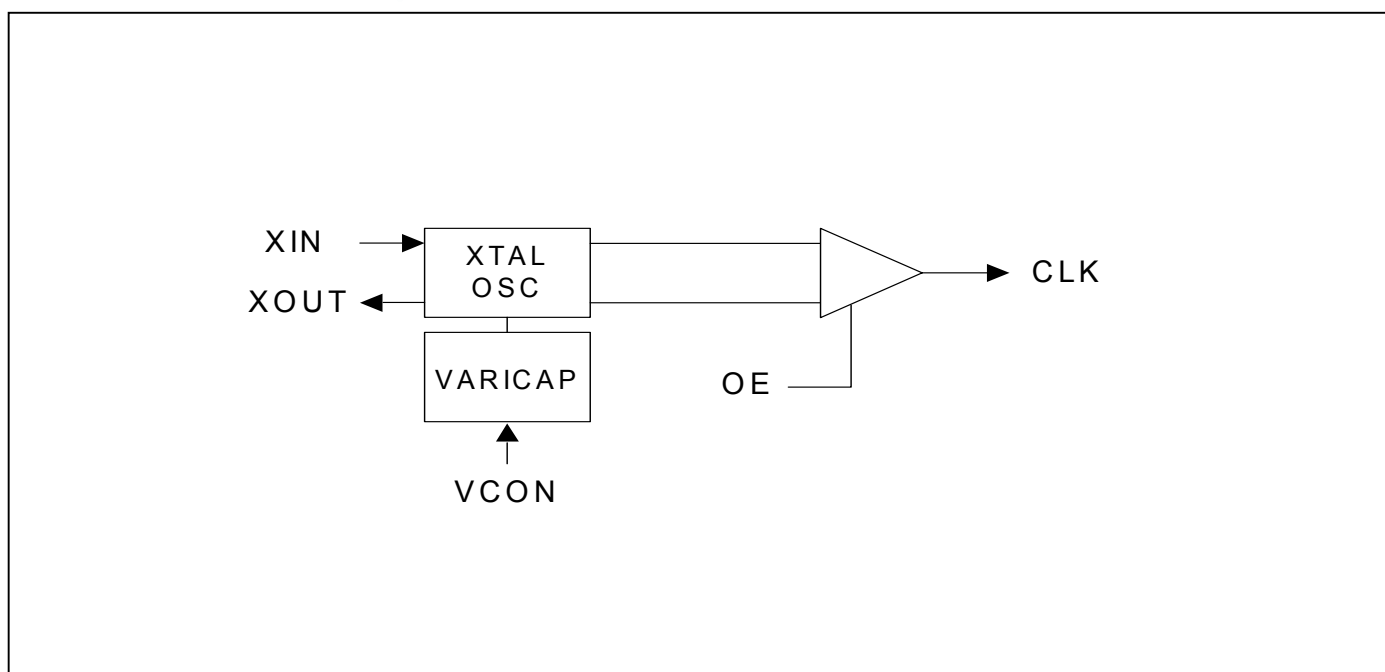 XIN
XOUT
XTAL
OSC
VARICAP
VCON
OE
CLK